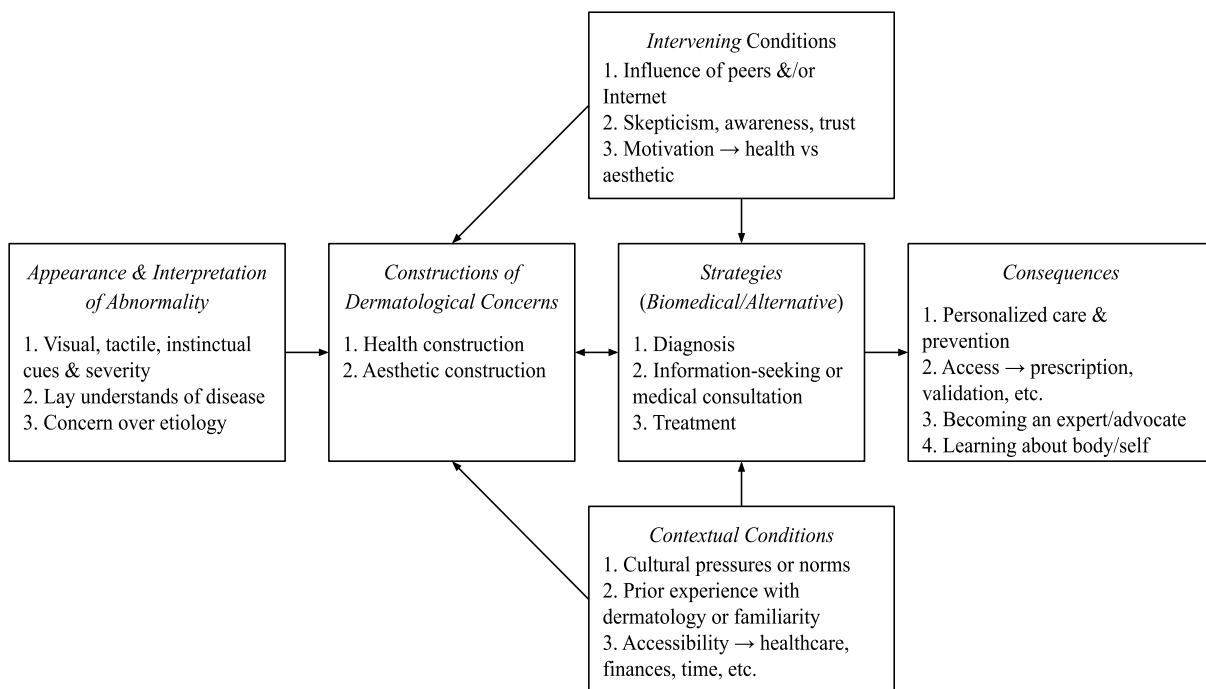 Intervening Conditions
1. Influence of peers &/or
Internet
2. Skepticism, awareness, trust
3. Motivation → health vs
aesthetic
Appearance & Interpretation
of Abnormality
1. Visual, tactile, instinctual
cues & severity
2. Lay understands of disease
3. Concern over etiology
Constructions of
Dermatological Concerns
1. Health construction
2. Aesthetic construction
Strategies
(Biomedical/Alternative)
1. Diagnosis
2. Information-seeking or
medical consultation
3. Treatment
Consequences
1. Personalized care &
prevention
2. Access → prescription,
validation, etc.
3. Becoming an expert/advocate
4. Learning about body/self
Contextual Conditions
1. Cultural pressures or norms
2. Prior experience with
dermatology or familiarity
3. Accessibility → healthcare,
finances, time, etc.